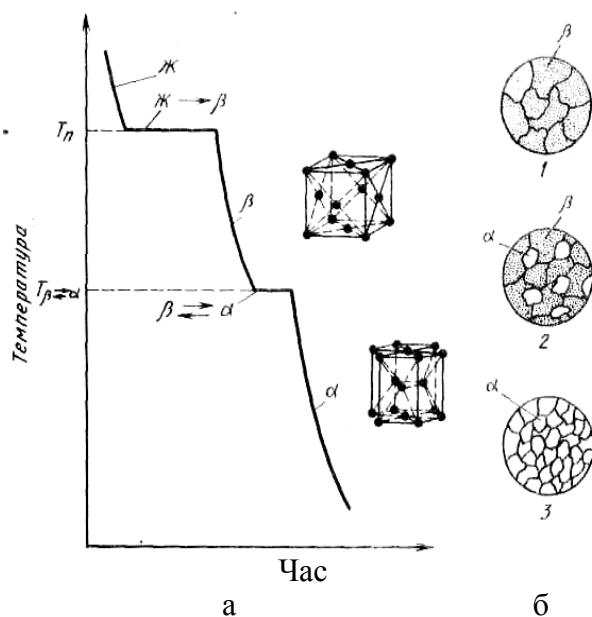 β
Ж
Ж → β
Tп
1
β
β
α
Tβ⇄α
β ⇄ α
2
α
α
3
Температура
Час
а
б